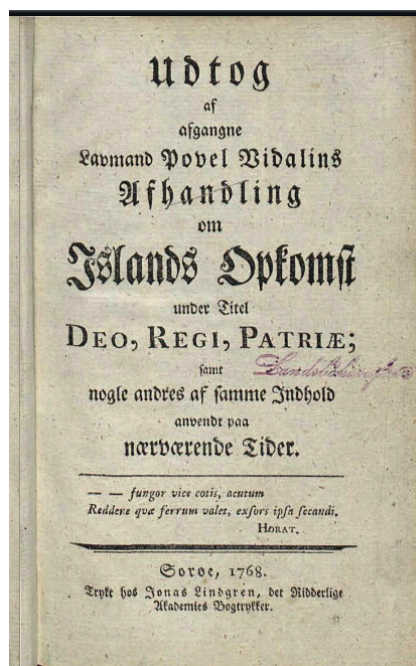 Udtog
af
afgangne
Lavmand Povel Vidalins
Afhandling
om
Islands Opkomst
under Titel
DEO, REGI, PATRIÆ;
samt
nogle andres af samme Indhold
anvendt paa
nærværende Tider.
— — fungor vice cotis, acutum
Reddere qvæ ferrum valet, exsors ipsa secandi.
HORAT.
Soroe, 1768.
Trykt hos Jonas Lindgren, det Ridderlige
Akademies Bogtrykker.